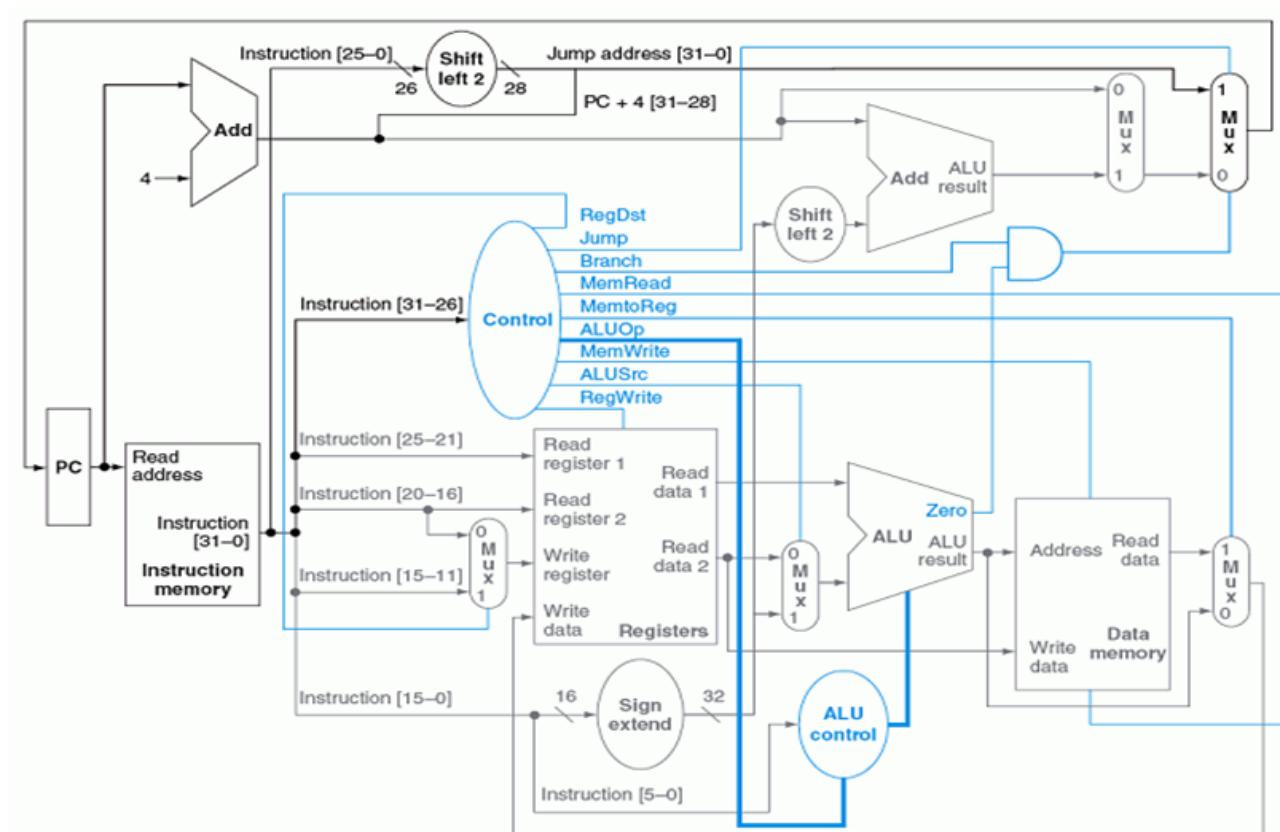 Instruction [25–0]
Shift
left 2
Jump address [31–0]
26
28
PC + 4 [31–28]
Add
4
0
M
u
x
1
1
M
u
x
0
Add
ALU
result
Shift
left 2
RegDst
Jump
Branch
MemRead
MemtoReg
ALUOp
MemWrite
ALUSrc
RegWrite
Instruction [31–26]
Control
PC
Read
address
Instruction
[31–0]
Instruction
memory
Instruction [25–21]
Instruction [20–16]
Instruction [15–11]
0
M
u
x
1
Read
register 1
Read
register 2
Write
register
Write
data
Registers
Read
data 1
Read
data 2
0
M
u
x
1
Zero
ALU
ALU
result
Address
Read
data
Write
data
Data
memory
1
M
u
x
0
Instruction [15–0]
16
Sign
extend
32
ALU
control
Instruction [5–0]